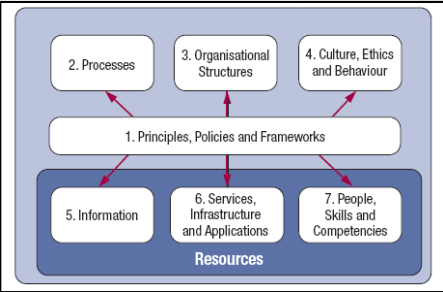 2. Processes
3. Organisational
Structures
4. Culture, Ethics
and Behaviour
1. Principles, Policies and Frameworks
5. Information
6. Services,
Infrastructure
and Applications
7. People,
Skills and
Competencies
Resources